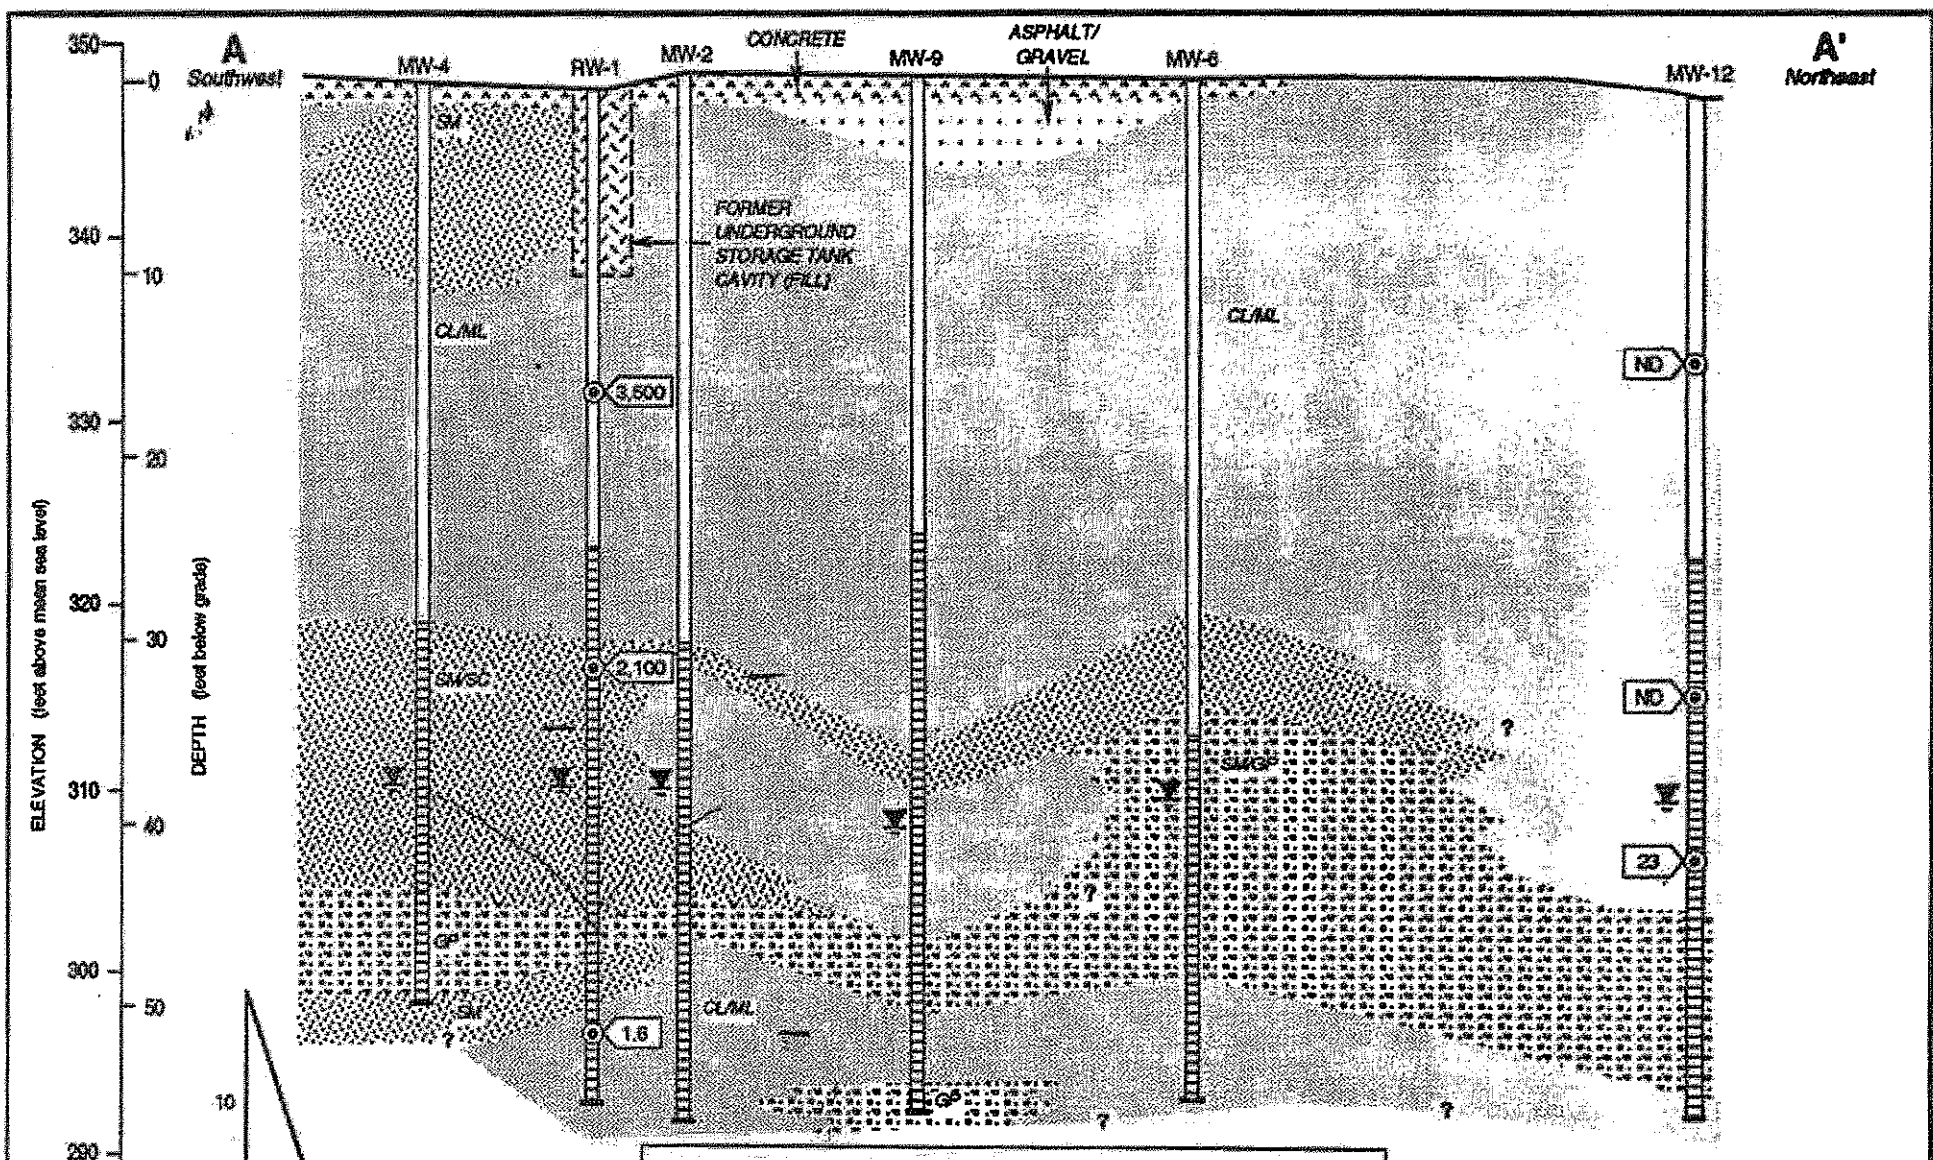 A
Southwest
MW-4
RW-1
MW-2
CONCRETE
MW-9
ASPHALT/
GRAVEL
MW-6
A'
Northeast
MW-12
350
0
340
10
330
20
320
30
310
40
300
50
290
ELEVATION (feet above mean sea level)
DEPTH (feet below grade)
SM
FORMER
UNDERGROUND
STORAGE TANK
CAVITY (FILL)
CL/ML
CL/ML
ND
3,500
2,100
SM/SC
ND
?
SM/GP
23
?
GP
SM
?
CL/ML
1.6
GP
?
?
10